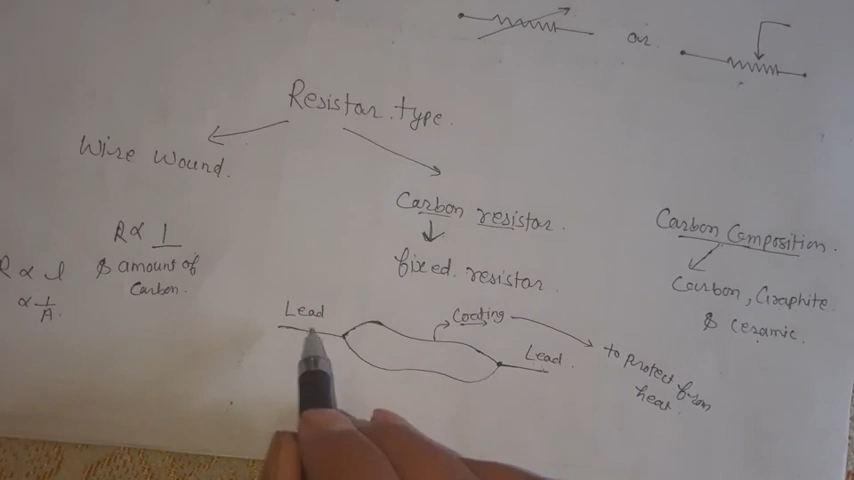 or
Resistor type.
Wire Wound.
Carbon resistor.
fixed resistor
R ∝ 1
$ amount of
Carbon.
R ∝ l
∝ 1/A.
Carbon Composition.
Carbon, Graphite
$ ceramic.
Lead
Coating
Lead.
to protect from
heat.